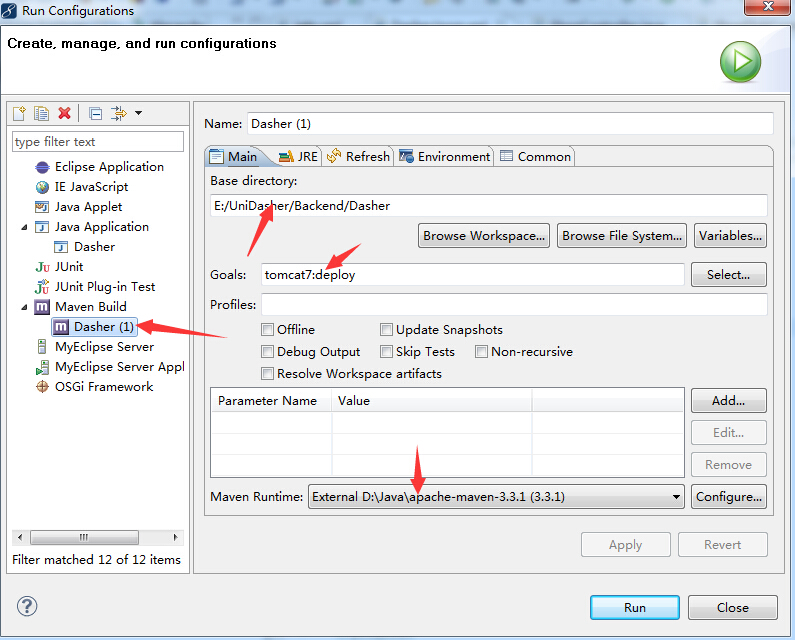 Run Configurations
Create, manage, and run configurations
type filter text
Eclipse Application
IE JavaScript
Java Applet
Java Application
Dasher
JUnit
JUnit Plug-in Test
Maven Build
Dasher (1)
MyEclipse Server
MyEclipse Server Appl
OSGi Framework
Filter matched 12 of 12 items
Name: Dasher (1)
Main JRE Refresh Environment Common
Base directory:
E:/UniDasher/Backend/Dasher
Browse Workspace... Browse File System... Variables...
Goals: tomcat7:deploy Select...
Profiles:
Offline Update Snapshots
Debug Output Skip Tests Non-recursive
Resolve Workspace artifacts
Parameter Name Value Add...
Edit...
Remove
Maven Runtime: External D:\Java\apache-maven-3.3.1 (3.3.1) Configure...
Apply Revert
Run Close